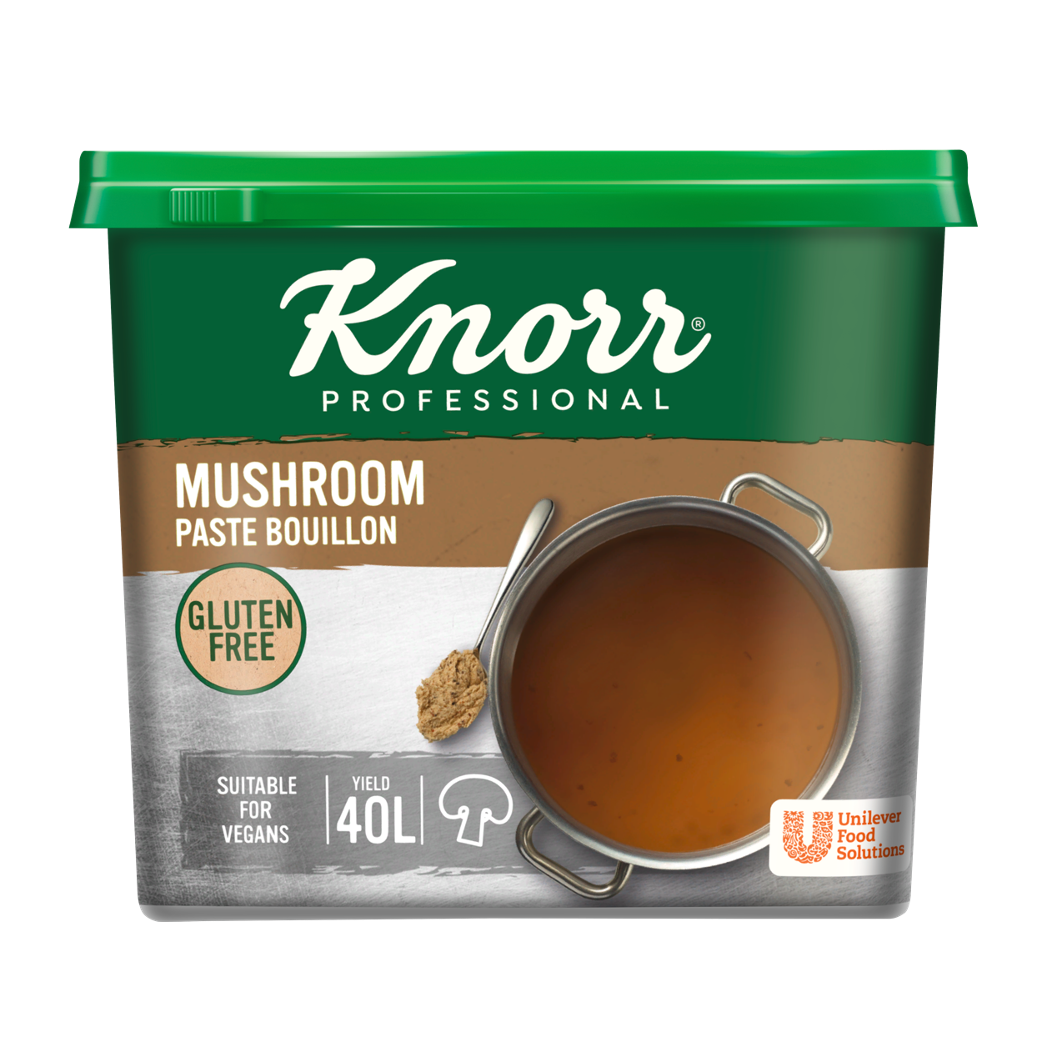 Knorr®
PROFESSIONAL
MUSHROOM
PASTE BOUILLON
GLUTEN
FREE
SUITABLE
FOR
VEGANS
YIELD
40L
Unilever
Food
Solutions